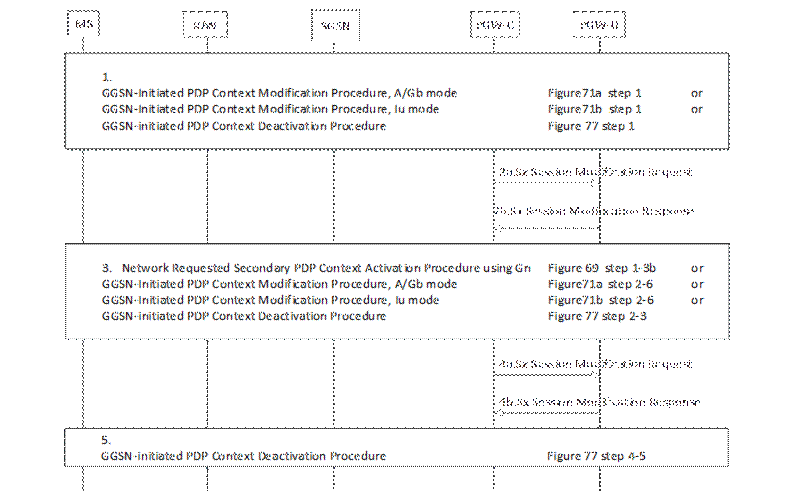 MS RAN SGSN PGW-C PGW-U
1.
GGSN-Initiated PDP Context Modification Procedure, A/Gb mode Figure71a step 1 or
GGSN-Initiated PDP Context Modification Procedure, Iu mode Figure71b step 1 or
GGSN-initiated PDP Context Deactivation Procedure Figure 77 step 1
2a.Sx Session Modification Request
2b.Sx Session Modification Response
3. Network Requested Secondary PDP Context Activation Procedure using Gn Figure 69 step 1-3b or
GGSN-Initiated PDP Context Modification Procedure, A/Gb mode Figure71a step 2-6 or
GGSN-Initiated PDP Context Modification Procedure, Iu mode Figure71b step 2-6 or
GGSN-initiated PDP Context Deactivation Procedure Figure 77 step 2-3
4a.Sx Session Modification Request
4b.Sx Session Modification Response
5.
GGSN-initiated PDP Context Deactivation Procedure Figure 77 step 4-5